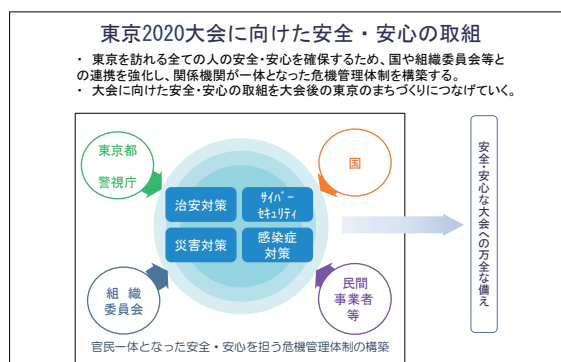 東京2020大会に向けた安全・安心の取組
・ 東京を訪れる全ての人の安全・安心を確保するため、国や組織委員会等と
の連携を強化し、関係機関が一体となった危機管理体制を構築する。
・ 大会に向けた安全・安心の取組を大会後の東京のまちづくりにつなげていく。
東京都
警視庁
国
治安対策
ｻｲﾊﾞｰ
ｾｷｭﾘﾃｨ
災害対策
感染症
対策
組 織
委員会
民間
事業者
等
官民一体となった安全・安心を担う危機管理体制の構築
安全・安心な大会への万全な備え